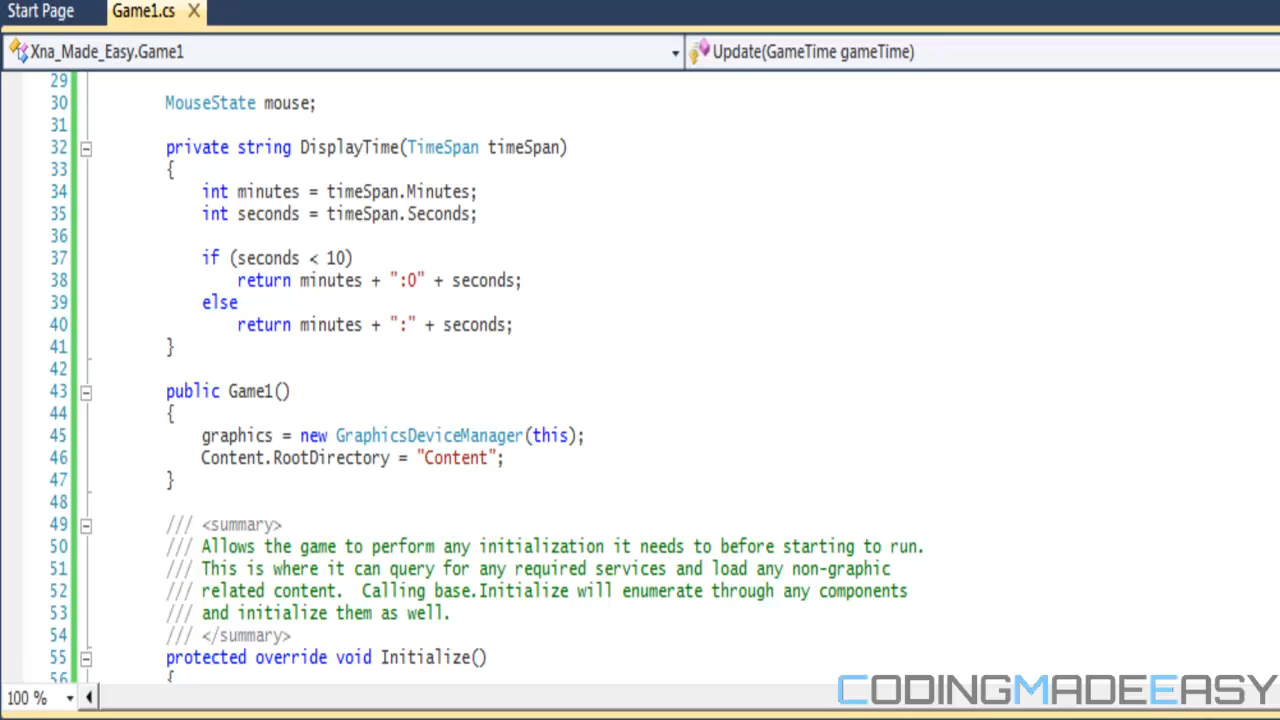 Start Page Game1.cs X
Xna_Made_Easy.Game1 Update(GameTime gameTime)
29
30 MouseState mouse;
31
32 private string DisplayTime(TimeSpan timeSpan)
33 {
34 int minutes = timeSpan.Minutes;
35 int seconds = timeSpan.Seconds;
36
37 if (seconds < 10)
38 return minutes + ":0" + seconds;
39 else
40 return minutes + ":" + seconds;
41 }
42
43 public Game1()
44 {
45 graphics = new GraphicsDeviceManager(this);
46 Content.RootDirectory = "Content";
47 }
48
49 /// <summary>
50 /// Allows the game to perform any initialization it needs to before starting to run.
51 /// This is where it can query for any required services and load any non-graphic
52 /// related content.  Calling base.Initialize will enumerate through any components
53 /// and initialize them as well.
54 /// </summary>
55 protected override void Initialize()
56 {
100 %
CODINGMADEEASY